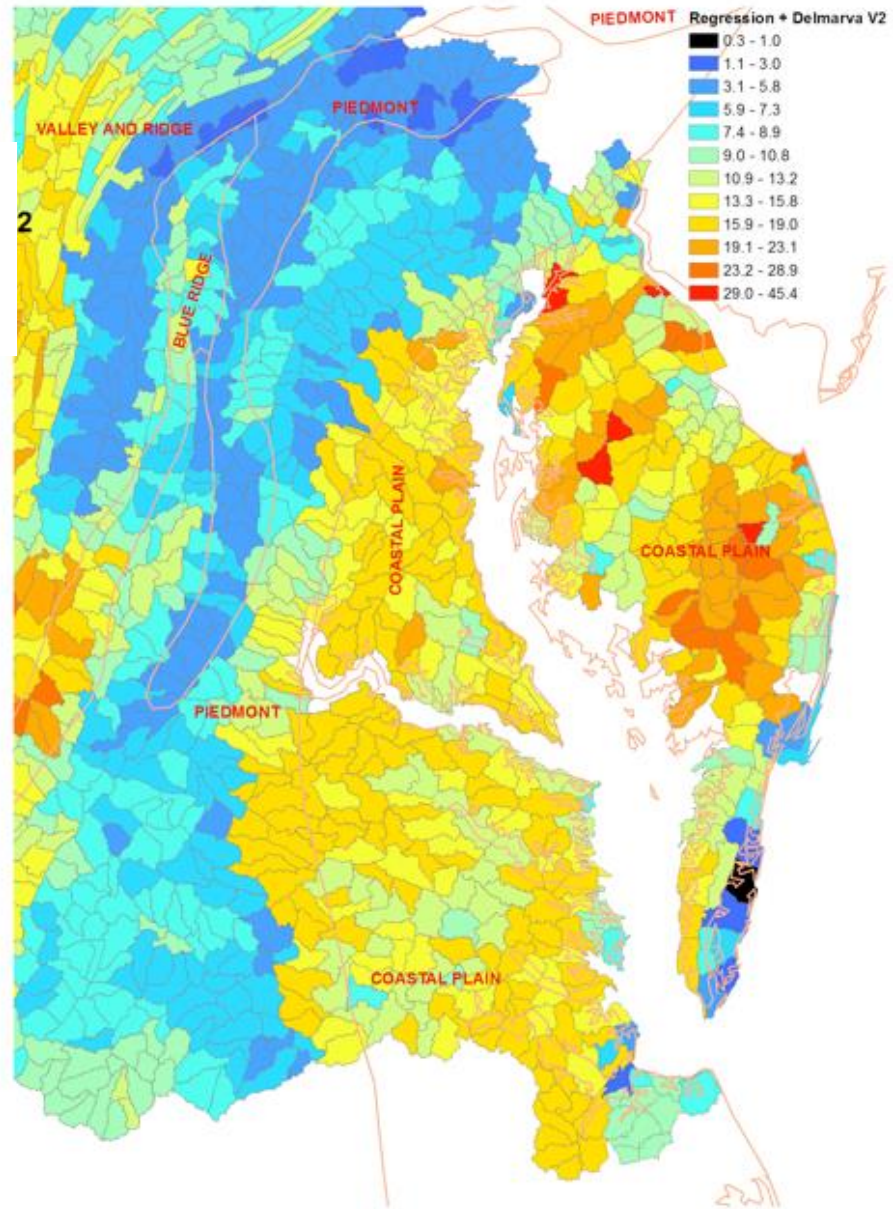 PIEDMONT
Regression + Delmarva V2
0.3 - 1.0
1.1 - 3.0
3.1 - 5.8
5.9 - 7.3
7.4 - 8.9
9.0 - 10.8
10.9 - 13.2
13.3 - 15.8
15.9 - 19.0
19.1 - 23.1
23.2 - 28.9
29.0 - 45.4
PIEDMONT
VALLEY AND RIDGE
2
BLUE RIDGE
COASTAL PLAIN
COASTAL PLAIN
PIEDMONT
COASTAL PLAIN